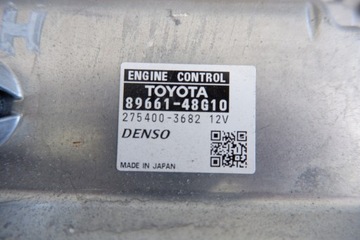 ENGINE CONTROL
TOYOTA
89661-48G10
275400-3682 12V
DENSO
MADE IN JAPAN